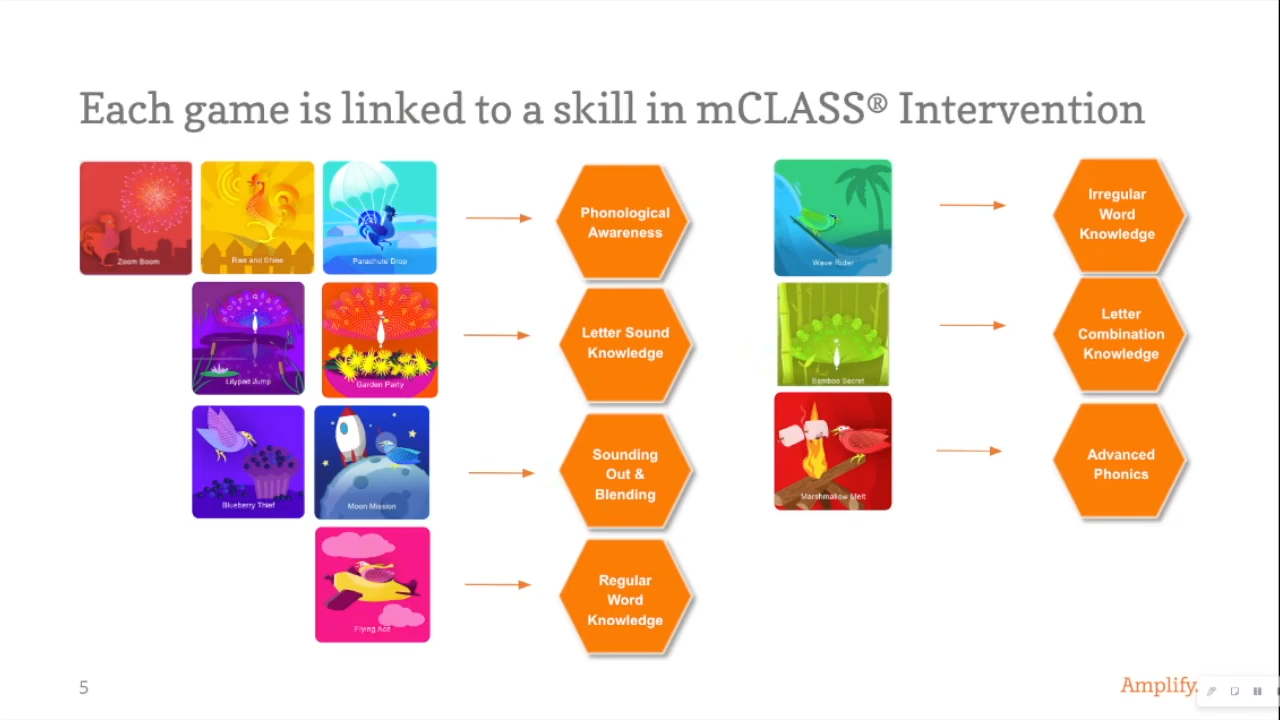 Each game is linked to a skill in mCLASS® Intervention
Zoom Boom
Rise and Shine
Parachute Drop
Phonological
Awareness
Lilypad Jump
Garden Party
Letter Sound
Knowledge
Blueberry Thief
Moon Mission
Sounding
Out &
Blending
Flying Ace
Regular
Word
Knowledge
Wave Rider
Irregular
Word
Knowledge
Bamboo Secret
Letter
Combination
Knowledge
Marshmallow Melt
Advanced
Phonics
5
Amplify.